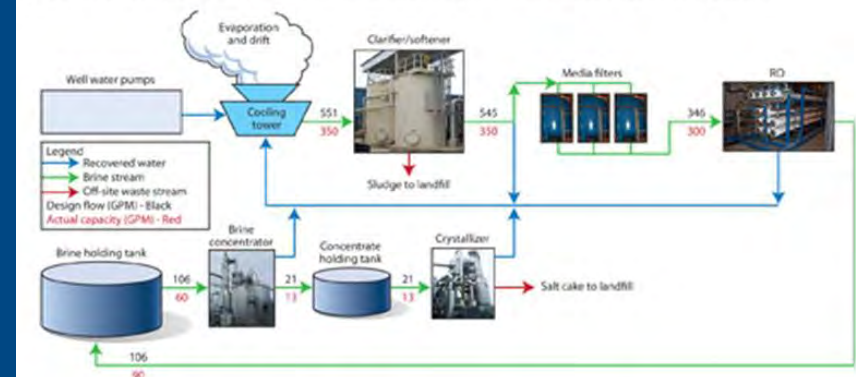 Evaporation
and drift
Clarifier/softener
Well water pumps
Media filters
RO
Cooling
tower
551
350
545
350
346
300
Legend
Recovered water
Brine stream
Off-site waste stream
Design flow (GPM) - Black
Actual capacity (GPM) - Red
Sludge to landfill
Brine holding tank
Brine
concentrator
Concentrate
holding tank
Crystallizer
106
60
21
13
21
13
Salt cake to landfill
106
90